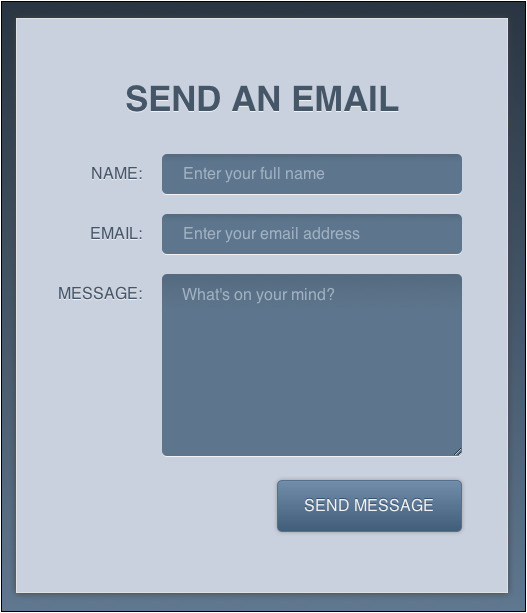 SEND AN EMAIL
NAME: Enter your full name
EMAIL: Enter your email address
MESSAGE: What's on your mind?
SEND MESSAGE